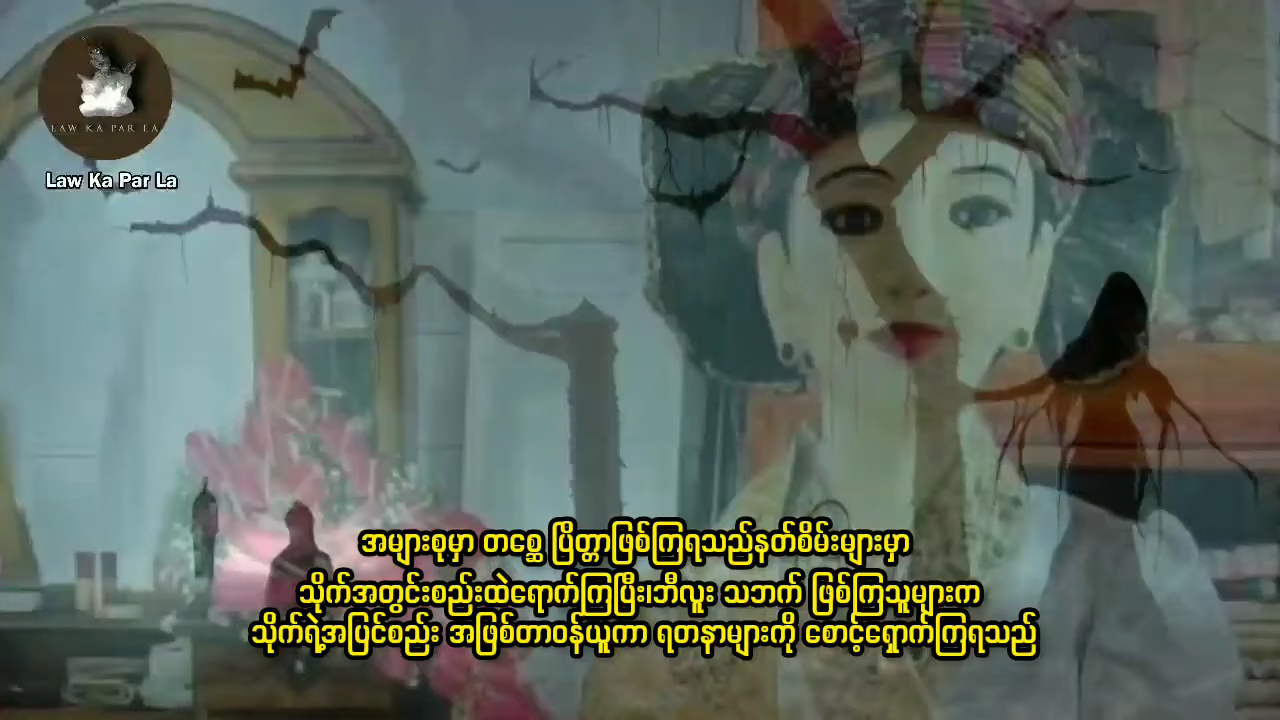 LAW KA PAR LA
Law Ka Par La
အများစုမှာ တစ္ဆေ ပြိတ္တာဖြစ်ကြရသည်နတ်စိမ်းများမှာ
သိုက်အတွင်းစည်းထဲရောက်ကြပြီး၊ဘီလူး သဘက် ဖြစ်ကြသူများက
သိုက်ရဲ့အပြင်စည်း အဖြစ်တာဝန်ယူကာ ရတနာများကို စောင့်ရှောက်ကြရသည်